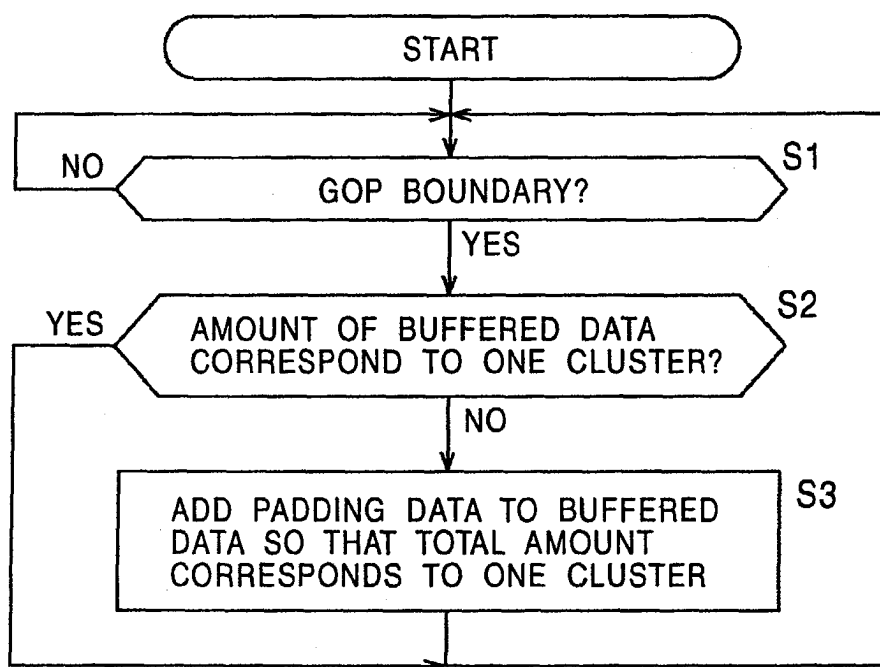 START
NO
GOP BOUNDARY?
S1
YES
YES
AMOUNT OF BUFFERED DATA
CORRESPOND TO ONE CLUSTER?
S2
NO
ADD PADDING DATA TO BUFFERED
DATA SO THAT TOTAL AMOUNT
CORRESPONDS TO ONE CLUSTER
S3